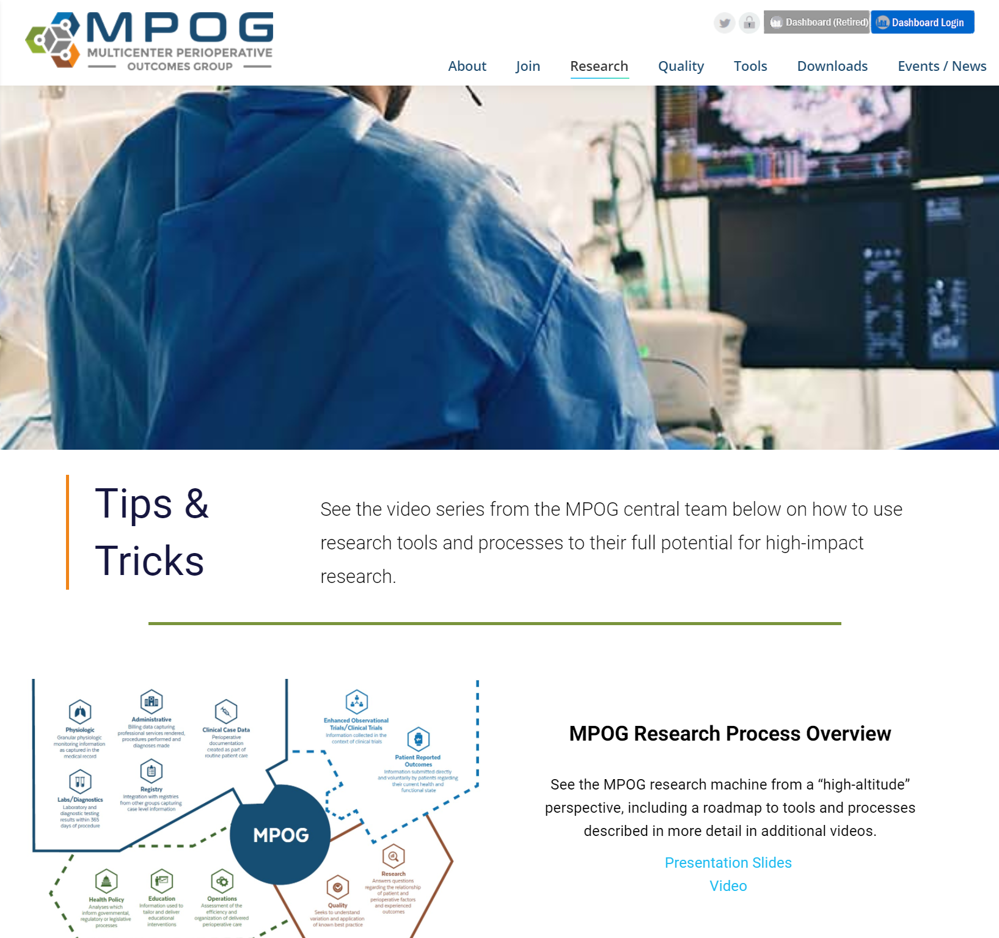 MPOG
MULTICENTER PERIOPERATIVE
OUTCOMES GROUP
Dashboard (Retired)
Dashboard Login
About
Join
Research
Quality
Tools
Downloads
Events / News
Tips &
Tricks
See the video series from the MPOG central team below on how to use
research tools and processes to their full potential for high-impact
research.
Physiologic
Granular physiologic
monitoring information
as captured in the
medical record
Administrative
Billing data capturing
professional services rendered,
procedures performed and
diagnoses made
Clinical Case Data
Perioperative
documentation
created as part of
routine patient care
Labs/Diagnostics
Laboratory and
diagnostic testing
results within 365
days of procedure
Registry
Integration with registries
from other groups capturing
case level information
Enhanced Observational
Trials/Clinical Trials
Information collected in the
context of clinical trials
Patient Reported
Outcomes
Information submitted directly
and voluntarily by patients regarding
their current health and
functional state
MPOG
Health Policy
Analyses which
inform governmental,
regulatory or legislative
processes
Education
Information used to
tailor and deliver
educational
interventions
Operations
Assessment of the
efficiency and
organization of delivered
perioperative care
Quality
Seeks to understand
variation and application
of known best practice
Research
Answers questions
regarding the relationship
of patient and
perioperative factors
and experienced
outcomes
MPOG Research Process Overview
See the MPOG research machine from a “high-altitude”
perspective, including a roadmap to tools and processes
described in more detail in additional videos.
Presentation Slides
Video